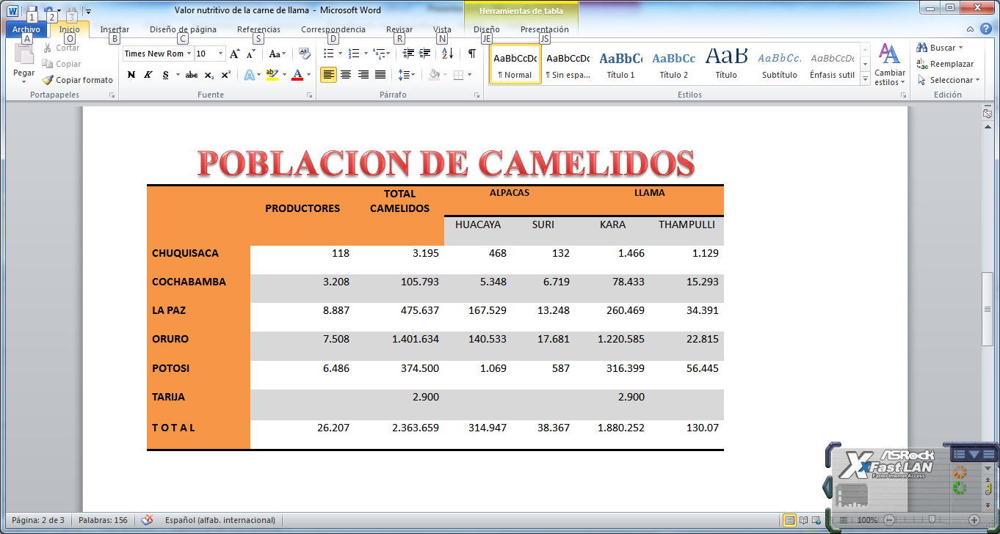 Valor nutritivo de la carne de llama - Microsoft Word
Herramientas de tabla
1 2 3
Archivo Inicio Insertar Diseño de página Referencias Correspondencia Revisar Vista Diseño Presentación
A O B C S D R N JE JS
Pegar
Cortar
Copiar
Copiar formato
Portapapeles
Times New Rom 10
N K S abc x₂ x²
Fuente
Párrafo
AaBbCcDc AaBbCcDc AaBbC AaBbCc AaB AaBbCc. AaBbCcDc
¶ Normal ¶ Sin espa... Título 1 Título 2 Título Subtítulo Énfasis sutil
Cambiar
estilos
Estilos
Buscar
Reemplazar
Seleccionar
Edición
POBLACION DE CAMELIDOS
PRODUCTORES TOTAL CAMELIDOS ALPACAS LLAMA
HUACAYA SURI KARA THAMPULLI
CHUQUISACA 118 3.195 468 132 1.466 1.129
COCHABAMBA 3.208 105.793 5.348 6.719 78.433 15.293
LA PAZ 8.887 475.637 167.529 13.248 260.469 34.391
ORURO 7.508 1.401.634 140.533 17.681 1.220.585 22.815
POTOSI 6.486 374.500 1.069 587 316.399 56.445
TARIJA 2.900 2.900
T O T A L 26.207 2.363.659 314.947 38.367 1.880.252 130.07
ASRock
XFast LAN
Faster Internet Access
Página: 2 de 3 Palabras: 156 Español (alfab. internacional) 100%